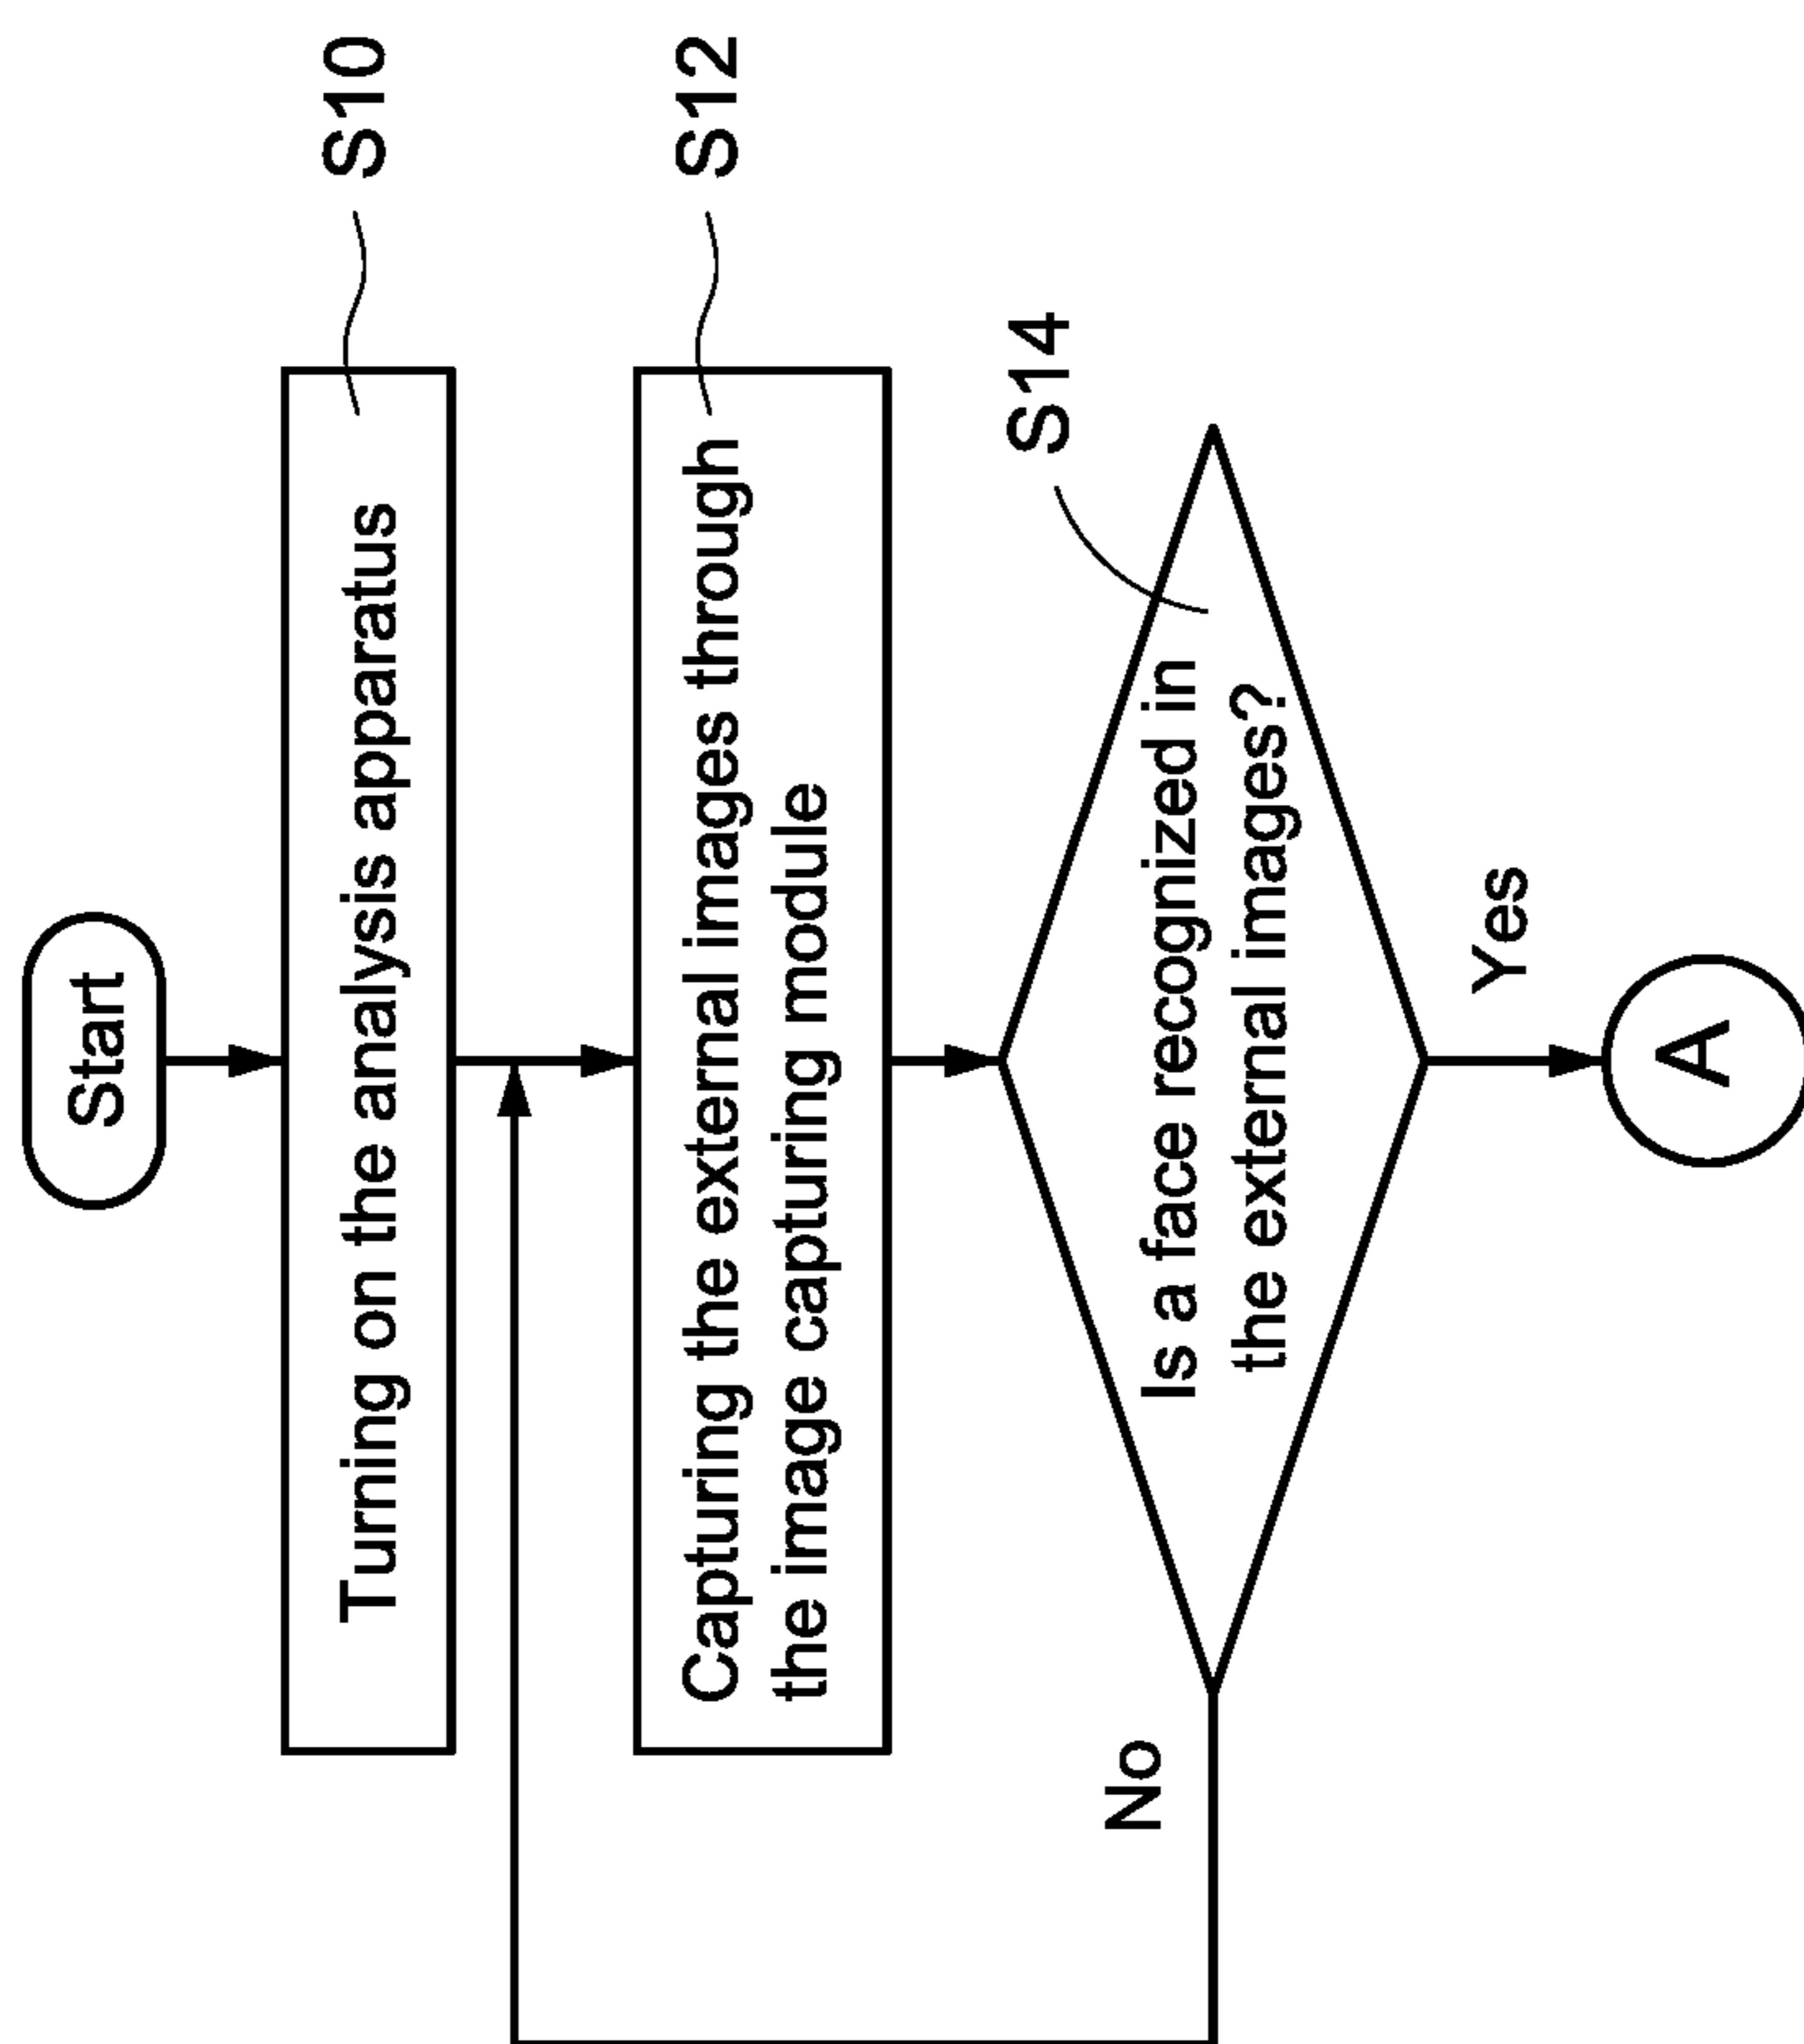 Start
Turning on the analysis apparatus
S10
Capturing the external images through
the image capturing module
S12
S14
Is a face recognized in
the external images?
No
Yes
A